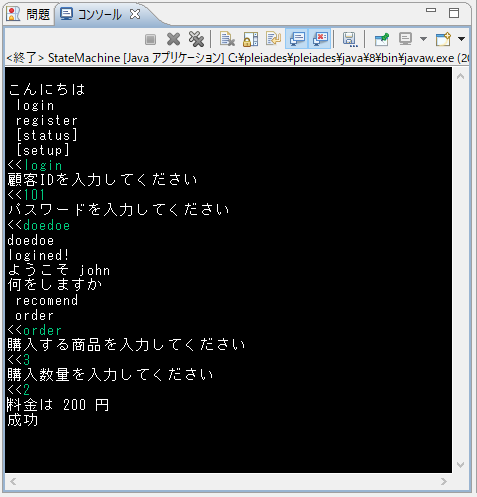 問題 コンソール
<終了> StateMachine [Java アプリケーション] C:¥pleiades¥pleiades¥java¥8¥bin¥javaw.exe (20
こんにちは
login
register
[status]
[setup]
<<login
顧客IDを入力してください
<<101
パスワードを入力してください
<<doedoe
doedoe
logined!
ようこそ john
何をしますか
recomend
order
<<order
購入する商品を入力してください
<<3
購入数量を入力してください
<<2
料金は 200 円
成功